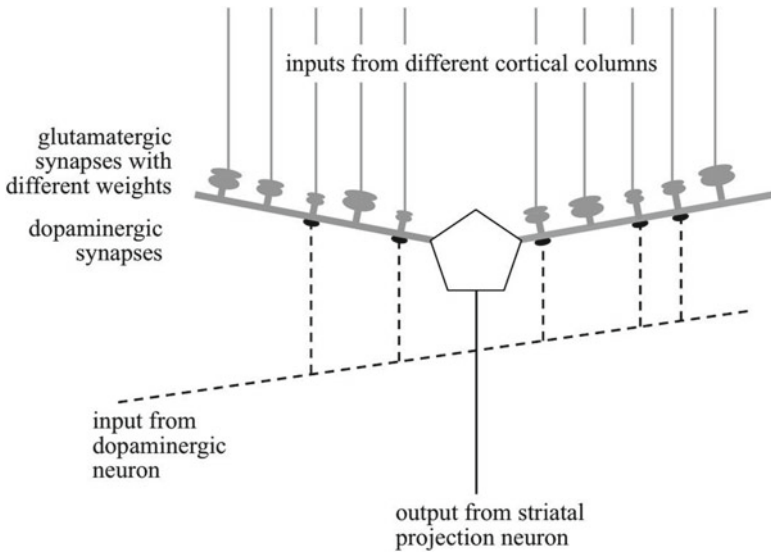 inputs from different cortical columns
glutamatergic
synapses with
different weights
dopaminergic
synapses
input from
dopaminergic
neuron
output from striatal
projection neuron